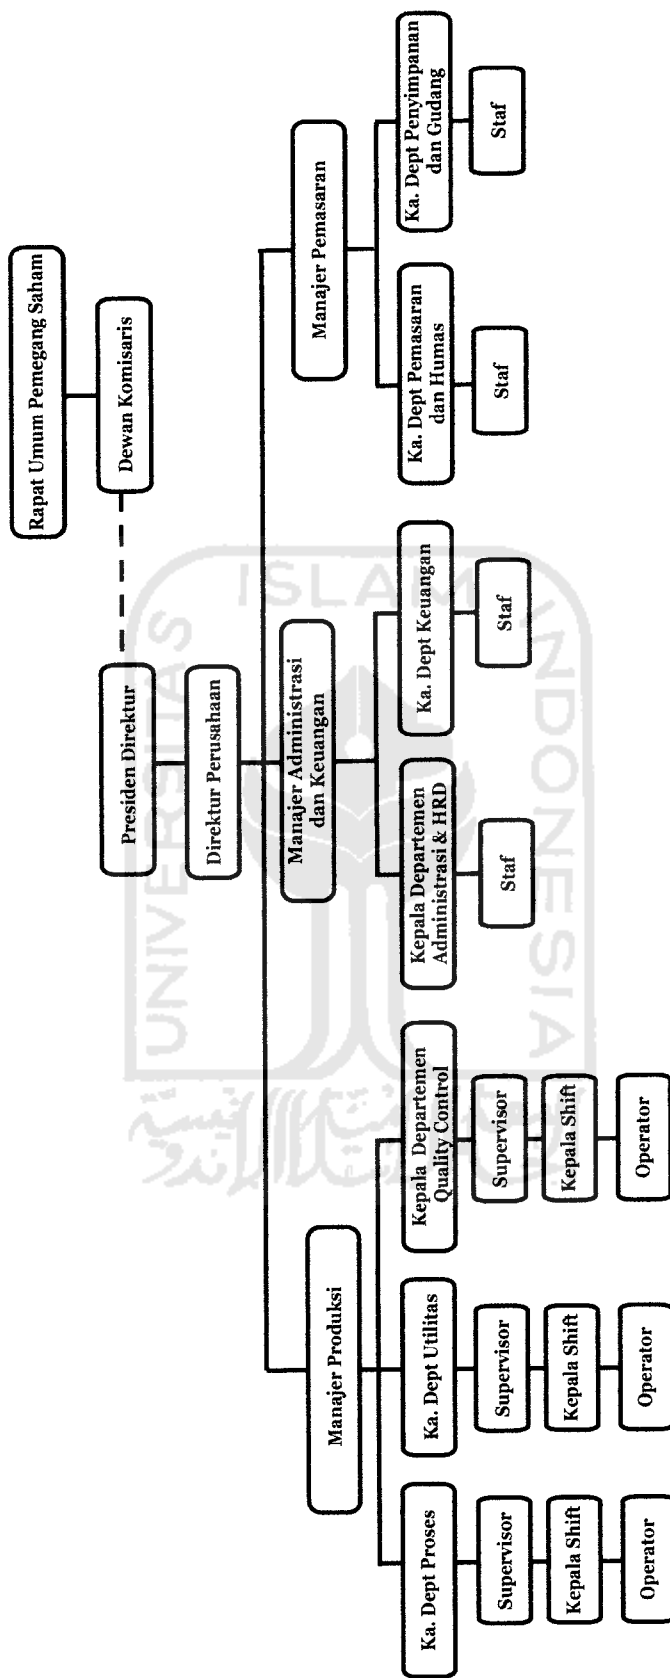 Rapat Umum Pemegang Saham
Dewan Komisaris
Presiden Direktur
Direktur Perusahaan
Manajer Produksi
Manajer Administrasi
dan Keuangan
Manajer Pemasaran
Ka. Dept Proses
Ka. Dept Utilitas
Kepala Departemen
Quality Control
Kepala Departemen
Administrasi & HRD
Ka. Dept Keuangan
Ka. Dept Pemasaran
dan Humas
Ka. Dept Penyimpanan
dan Gudang
Supervisor
Supervisor
Supervisor
Staf
Staf
Staf
Staf
Kepala Shift
Kepala Shift
Kepala Shift
Operator
Operator
Operator
UNIVERSITAS
ISLAM
INDONESIA